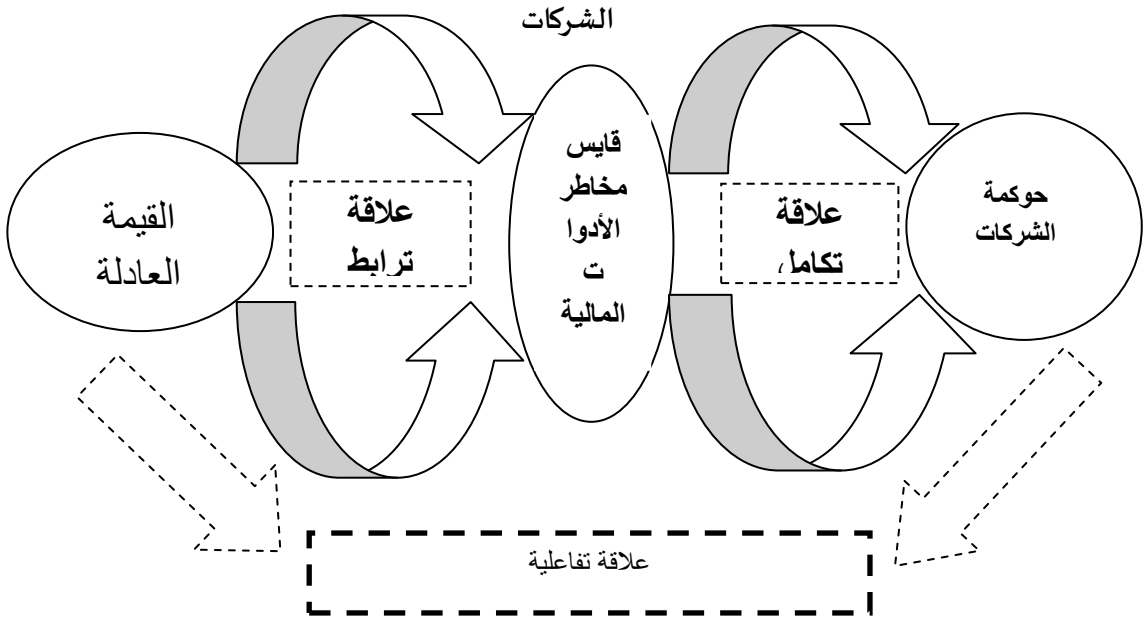 الشركات
حوكمة
الشركات
علاقة
تكامل
قايس
مخاطر
الأدوا
ت
المالية
علاقة
ترابط
القيمة
العادلة
علاقة تفاعلية